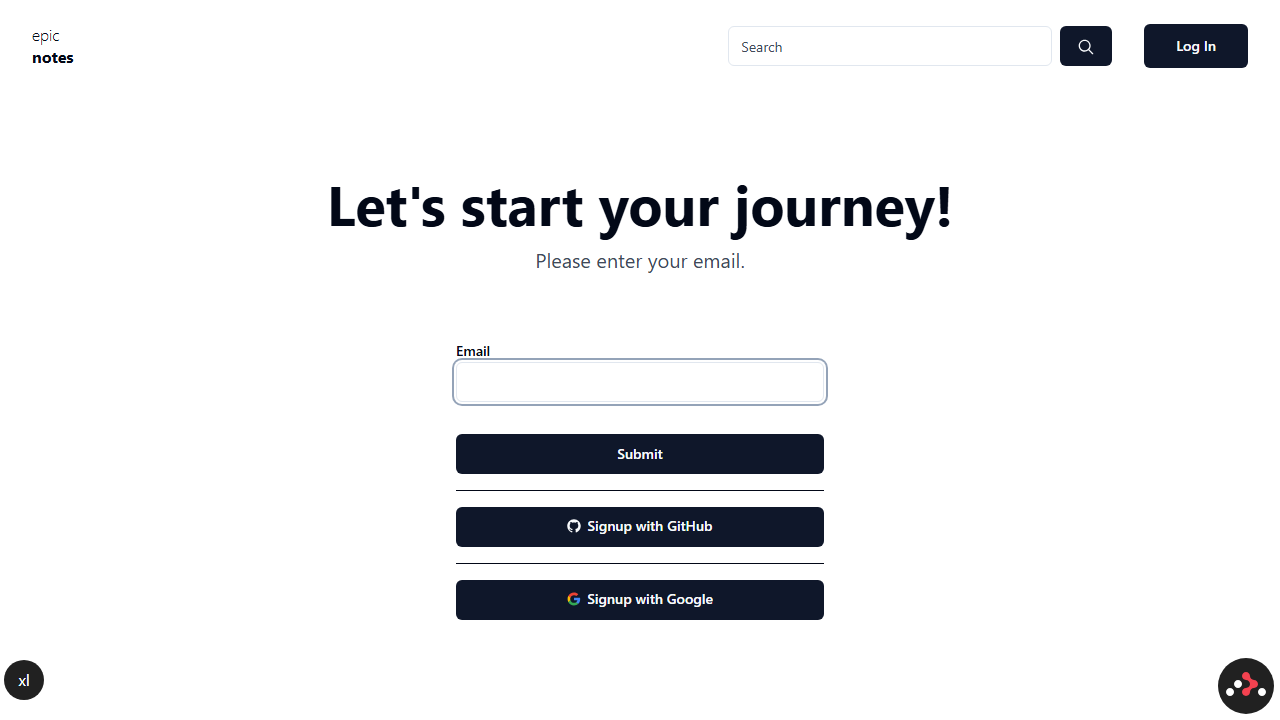 epic
notes
Search
Log In
Let's start your journey!
Please enter your email.
Email
Submit
Signup with GitHub
Signup with Google
xl